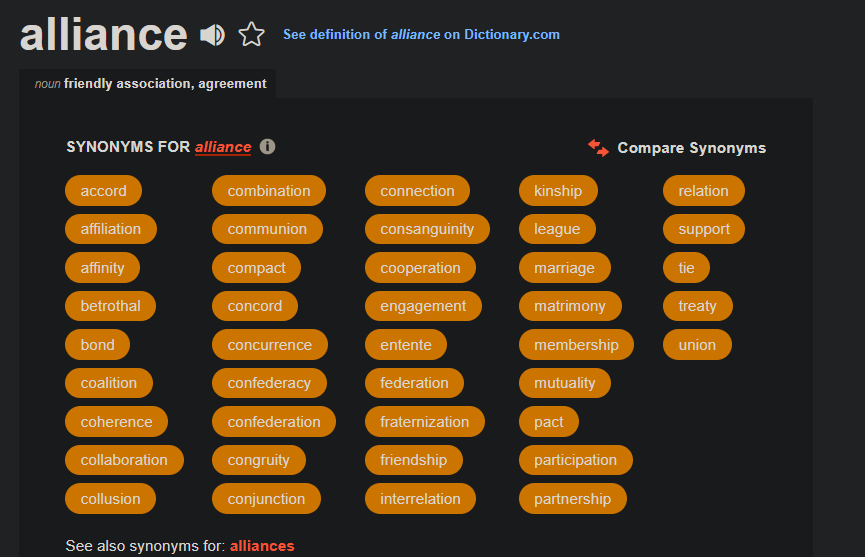 alliance See definition of alliance on Dictionary.com
noun friendly association, agreement
SYNONYMS FOR alliance Compare Synonyms
accord combination connection kinship relation
affiliation communion consanguinity league support
affinity compact cooperation marriage tie
betrothal concord engagement matrimony treaty
bond concurrence entente membership union
coalition confederacy federation mutuality
coherence confederation fraternization pact
collaboration congruity friendship participation
collusion conjunction interrelation partnership
See also synonyms for: alliances